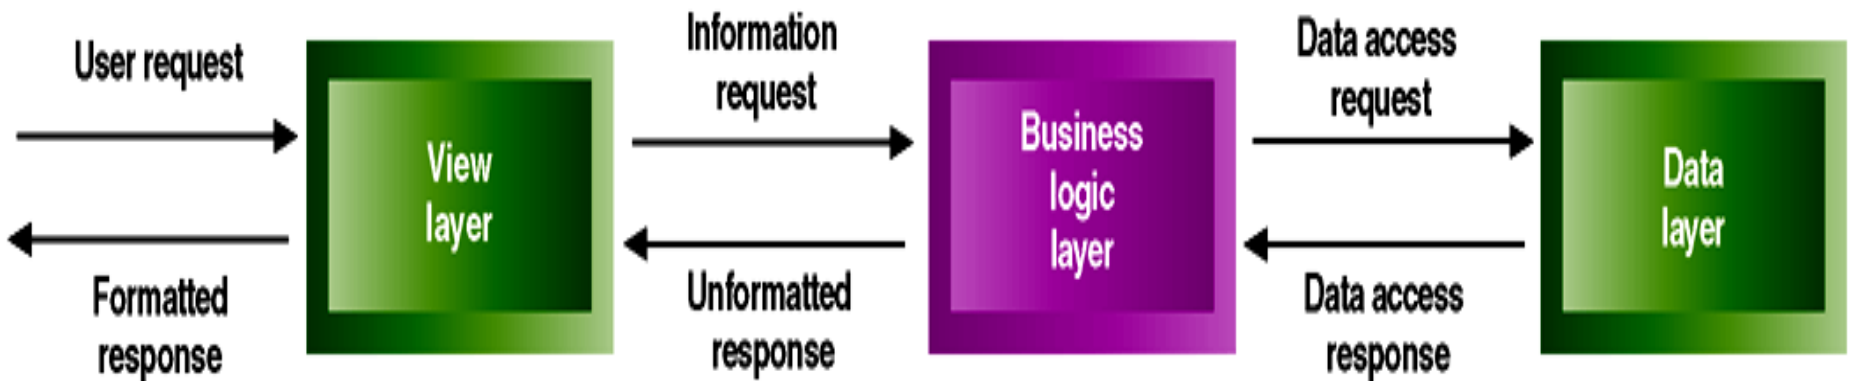 User request
Formatted
response
View
layer
Information
request
Unformatted
response
Business
logic
layer
Data access
request
Data access
response
Data
layer